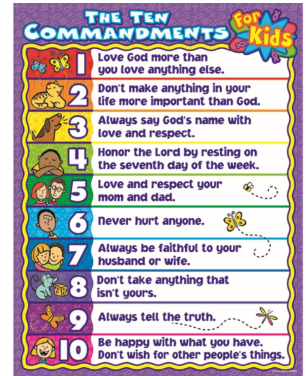 THE TEN
COMMANDMENTS
For
Kids
1
Love God more than
you love anything else.
2
Don't make anything in your
life more important than God.
3
Always say God's name with
love and respect.
4
Honor the Lord by resting on
the seventh day of the week.
5
Love and respect your
mom and dad.
6
Never hurt anyone.
7
Always be faithful to your
husband or wife.
8
Don't take anything that
isn't yours.
9
Always tell the truth.
10
Be happy with what you have.
Don't wish for other people's things.